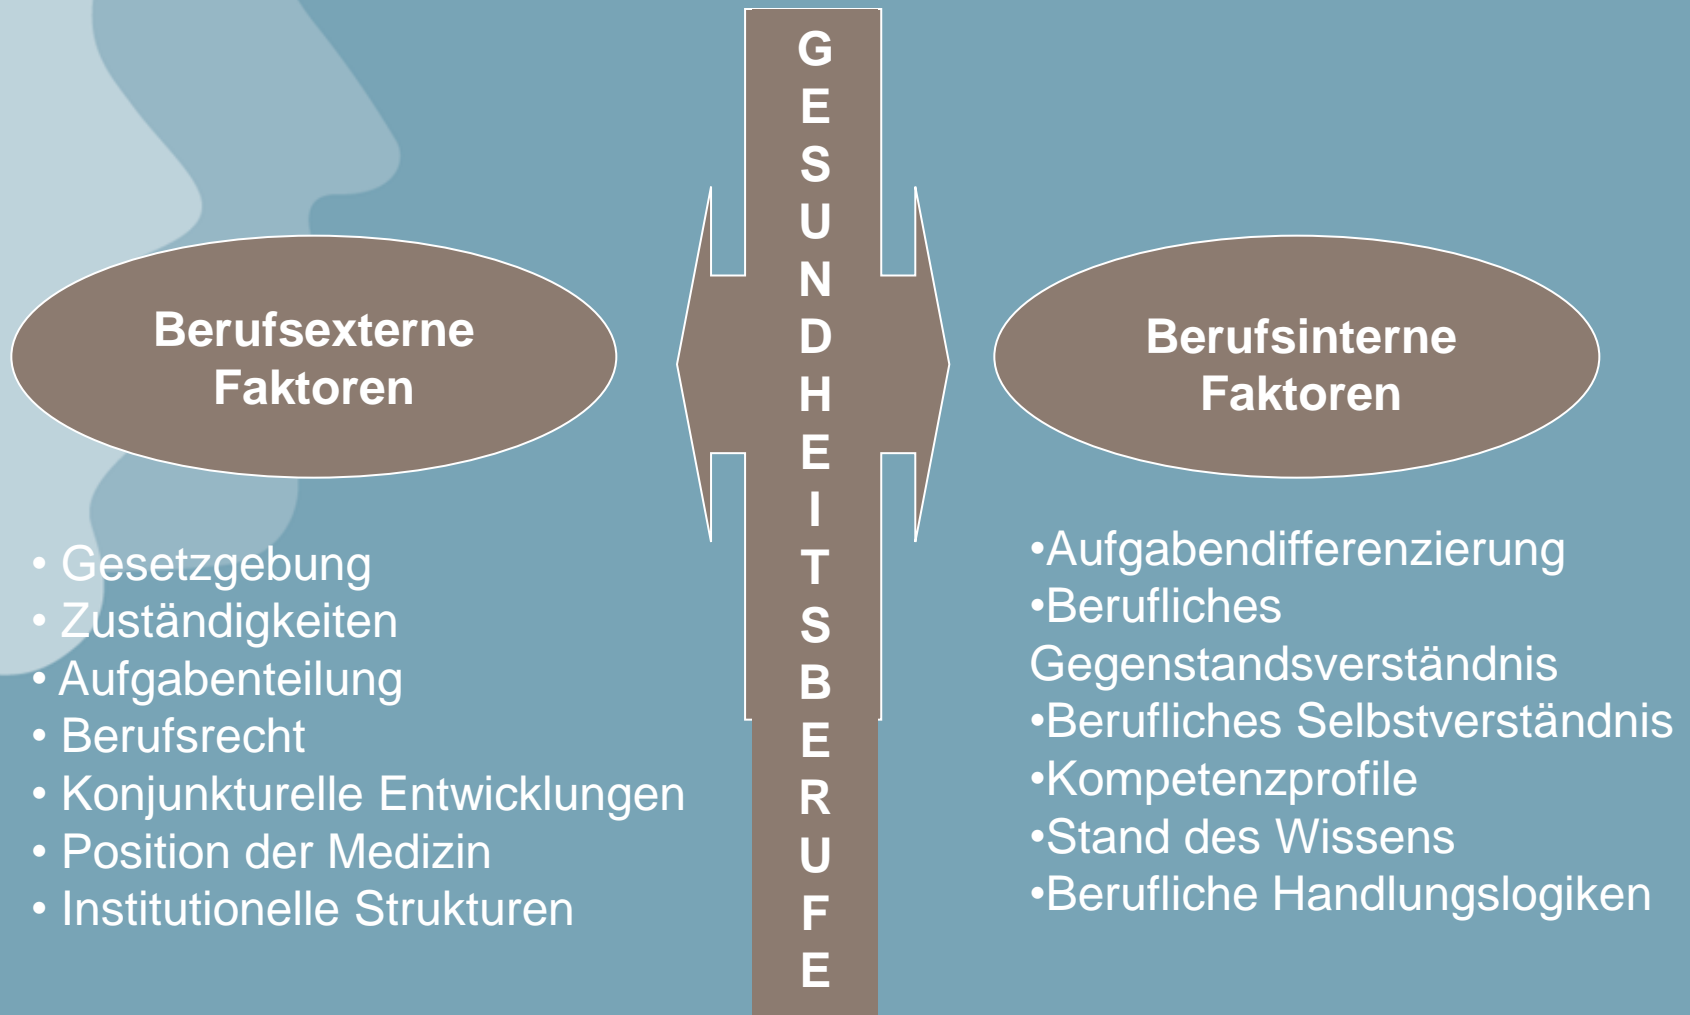 GESUNDHEITSBERUFE
Berufsexterne
Faktoren
• Gesetzgebung
• Zuständigkeiten
• Aufgabenteilung
• Berufsrecht
• Konjunkturelle Entwicklungen
• Position der Medizin
• Institutionelle Strukturen
Berufsinterne
Faktoren
•Aufgabendifferenzierung
•Berufliches
Gegenstandsverständnis
•Berufliches Selbstverständnis
•Kompetenzprofile
•Stand des Wissens
•Berufliche Handlungslogiken